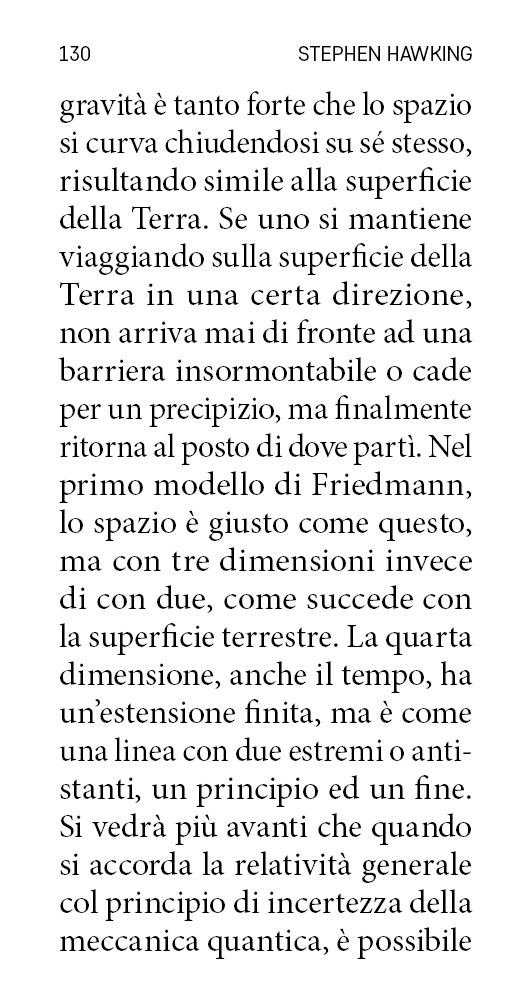 130 STEPHEN HAWKING
gravità è tanto forte che lo spazio
si curva chiudendosi su sé stesso,
risultando simile alla superficie
della Terra. Se uno si mantiene
viaggiando sulla superficie della
Terra in una certa direzione,
non arriva mai di fronte ad una
barriera insormontabile o cade
per un precipizio, ma finalmente
ritorna al posto di dove partì. Nel
primo modello di Friedmann,
lo spazio è giusto come questo,
ma con tre dimensioni invece
di con due, come succede con
la superficie terrestre. La quarta
dimensione, anche il tempo, ha
un’estensione finita, ma è come
una linea con due estremi o anti-
stanti, un principio ed un fine.
Si vedrà più avanti che quando
si accorda la relatività generale
col principio di incertezza della
meccanica quantica, è possibile